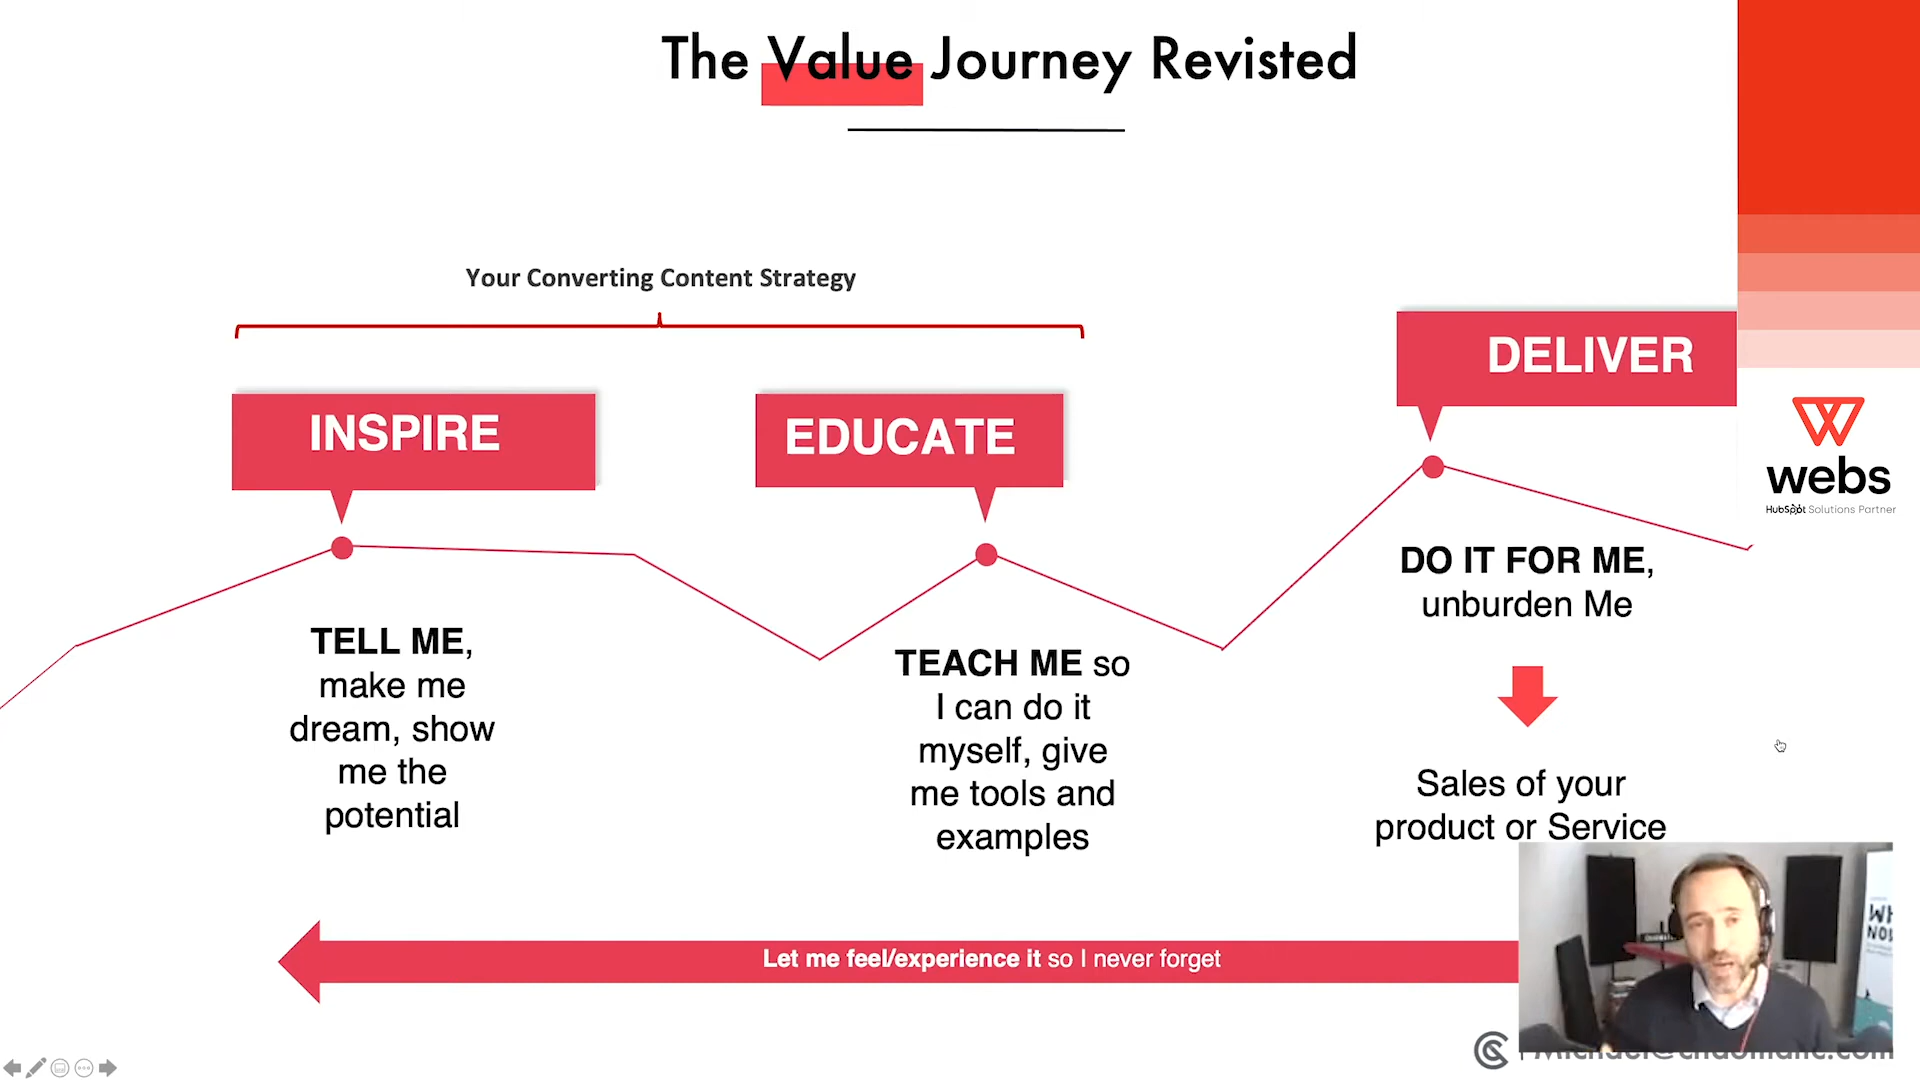 The Value Journey Revisted
Your Converting Content Strategy
INSPIRE
EDUCATE
DELIVER
webs
HubSpot Solutions Partner
TELL ME,
make me
dream, show
me the
potential
TEACH ME so
I can do it
myself, give
me tools and
examples
DO IT FOR ME,
unburden Me
Sales of your
product or Service
Let me feel/experience it so I never forget